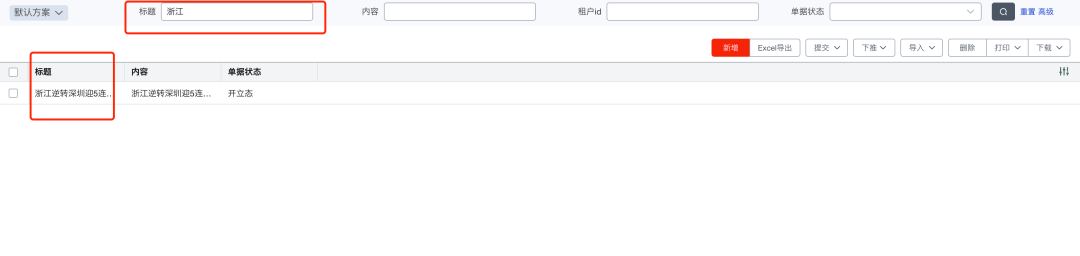 默认方案 标题 浙江 内容 租户id 单据状态 重置 高级
新增 Excel导出 提交 下推 导入 删除 打印 下载
标题 内容 单据状态
浙江逆转深圳迎5连... 浙江逆转深圳迎5连... 开立态